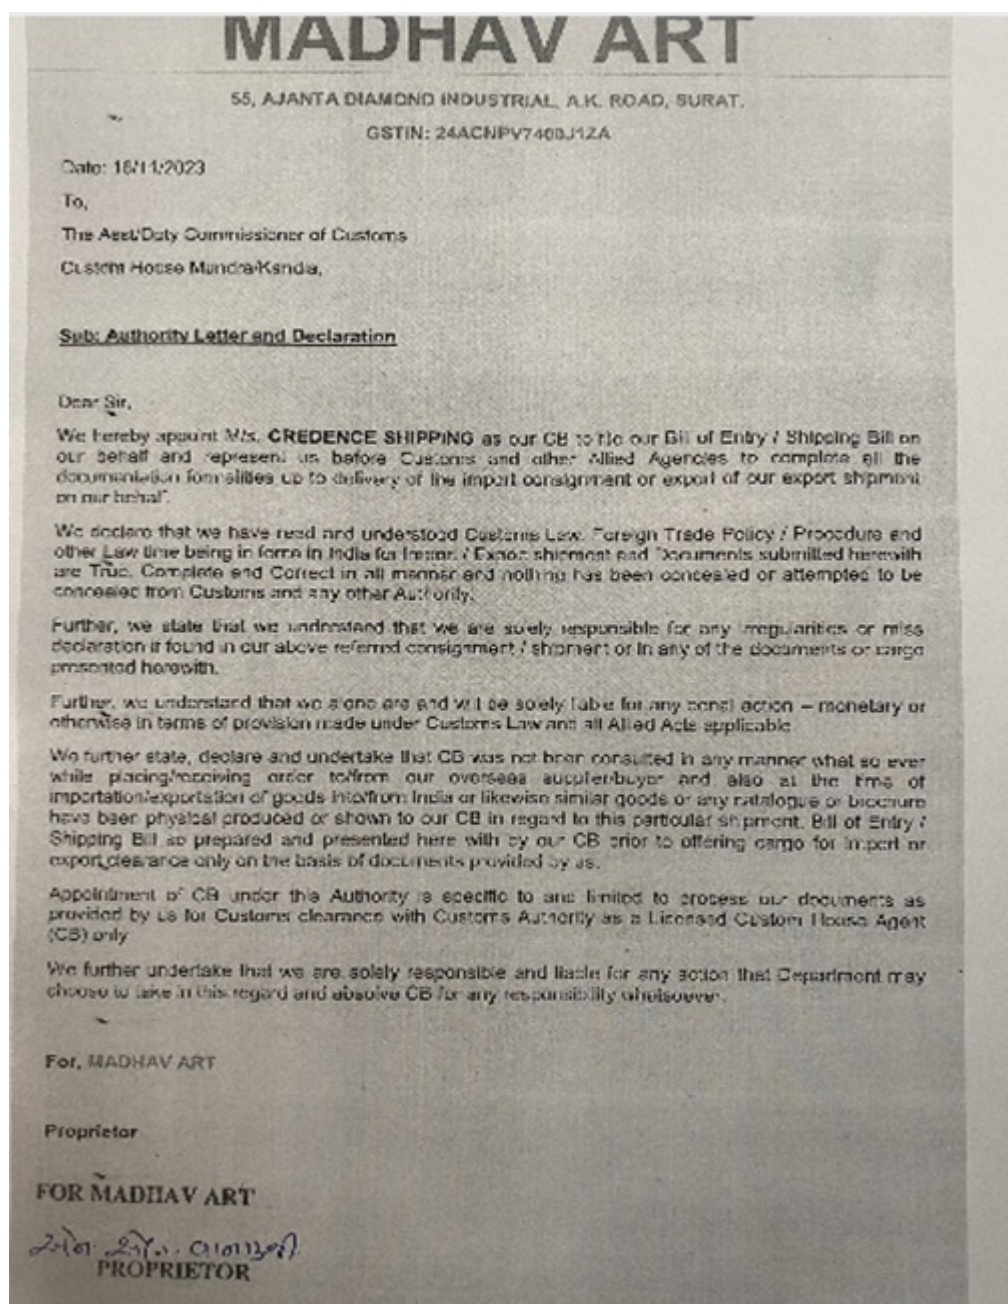 MADHAV ART
55, AJANTA DIAMOND INDUSTRIAL, A.K. ROAD, SURAT.
GSTIN:
Date: 16/11/2023
To,
The Asst/Duty Commissioner of Customs
Custom House Mundra/Kandla,
Sub: Authority Letter and Declaration
Dear Sir,
We hereby appoint M/s. CREDENCE SHIPPING as our CB to file our Bill of Entry / Shipping Bill on
our behalf and represent us before Customs and other Allied Agencies to complete all the
documentation formalities up to delivery of the import consignment or export of our export shipment
on our behalf.
We declare that we have read and understood Customs Law, Foreign Trade Policy / Procedure and
other Law time being in force in India for Import / Export shipment and Documents submitted herewith
are True, Complete and Correct in all manner and nothing has been concealed or attempted to be
concealed from Customs and any other Authority.
Further, we state that we understand that we are solely responsible for any irregularities or miss
declaration if found in our above referred consignment / shipment or in any of the documents or cargo
presented herewith.
Further, we understand that we alone are and will be solely liable for any penal action – monetary or
otherwise in terms of provision made under Customs Law and all Allied Acts applicable
We further state, declare and undertake that CB was not been consulted in any manner what so ever
while placing/receiving order to/from our overseas supplier/buyer and also at the time of
importation/exportation of goods into/from India or likewise similar goods or any catalogue or brochure
have been physical produced or shown to our CB in regard to this particular shipment. Bill of Entry /
Shipping Bill so prepared and presented here with by our CB prior to offering cargo for import or
export clearance only on the basis of documents provided by us.
Appointment of CB under this Authority is specific to and limited to process our documents as
provided by us for Customs clearance with Customs Authority as a Licensed Custom House Agent
(CB) only
We further undertake that we are solely responsible and liable for any action that Department may
choose to take in this regard and absolve CB for any responsibility whatsoever.
For, MADHAV ART
Proprietor
FOR MADHAV ART
PROPRIETOR